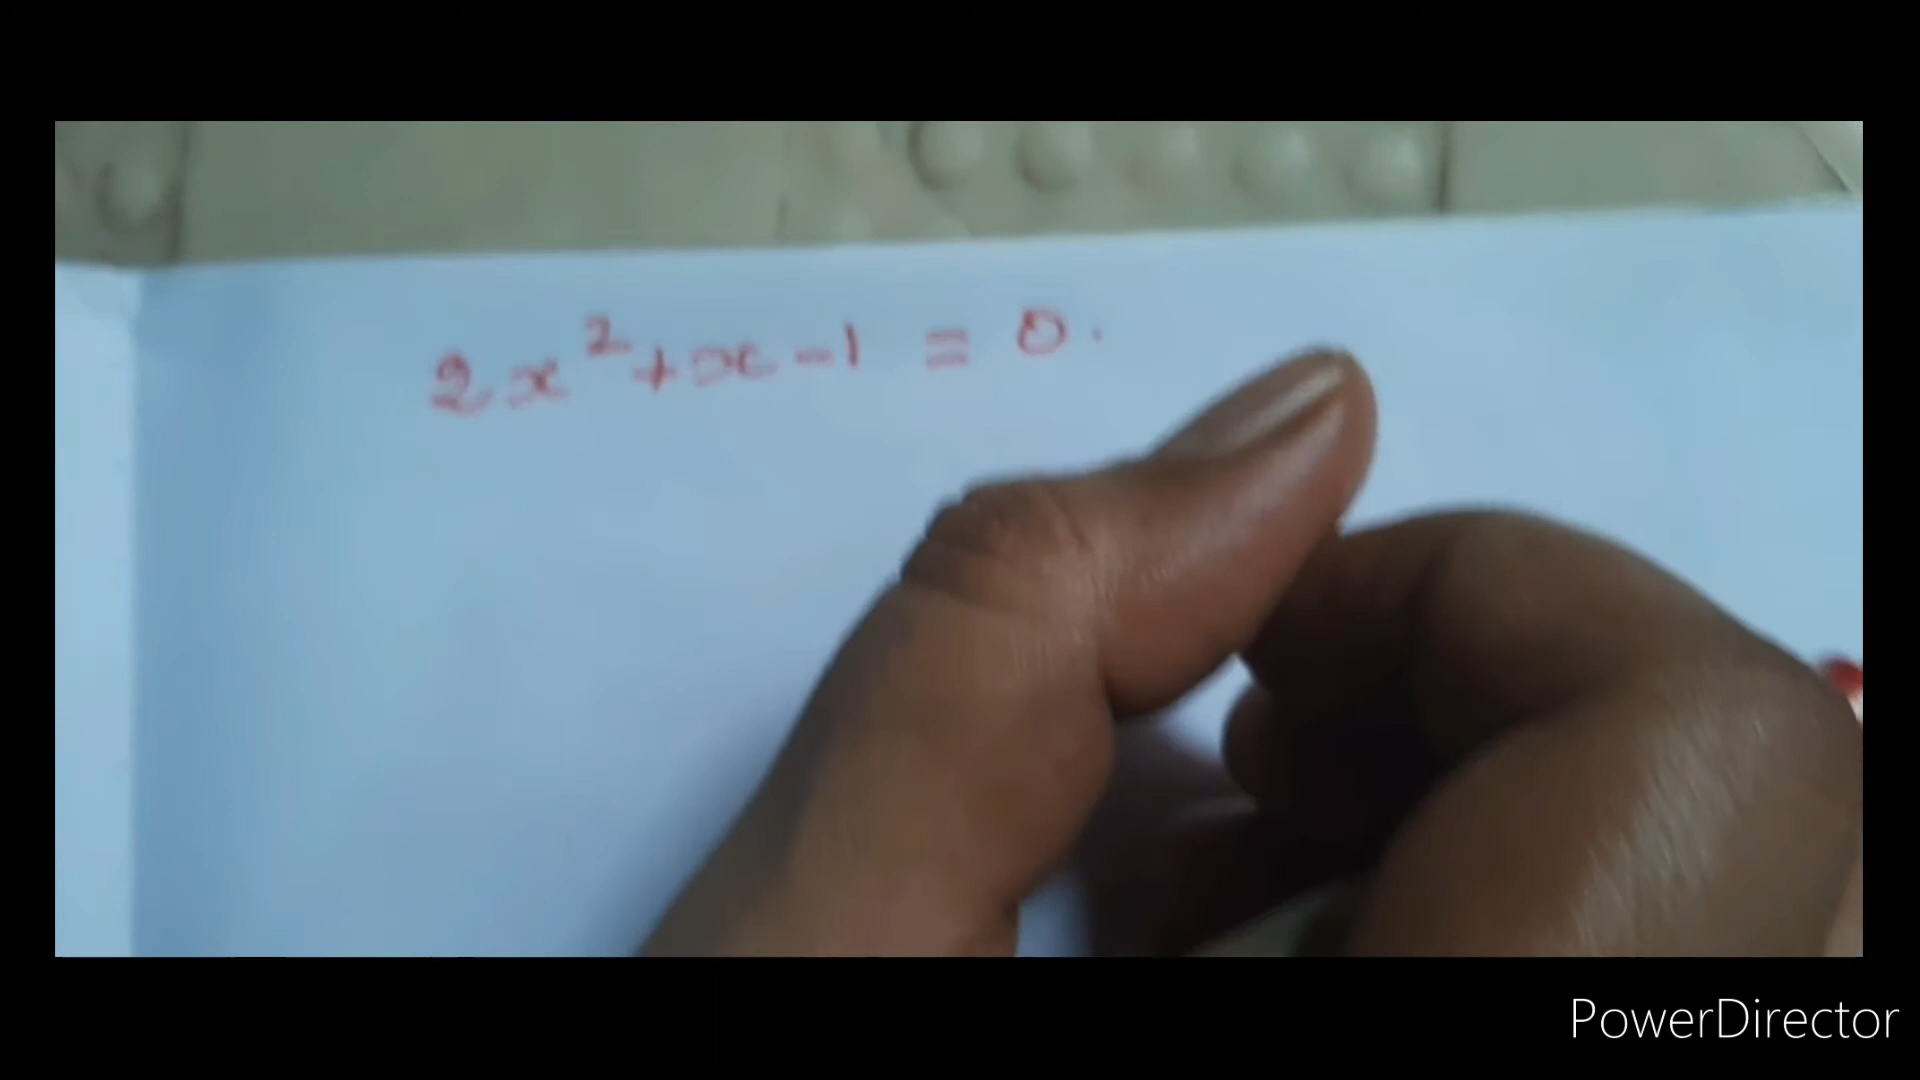 2x² + x - 1 = 0.
PowerDirector